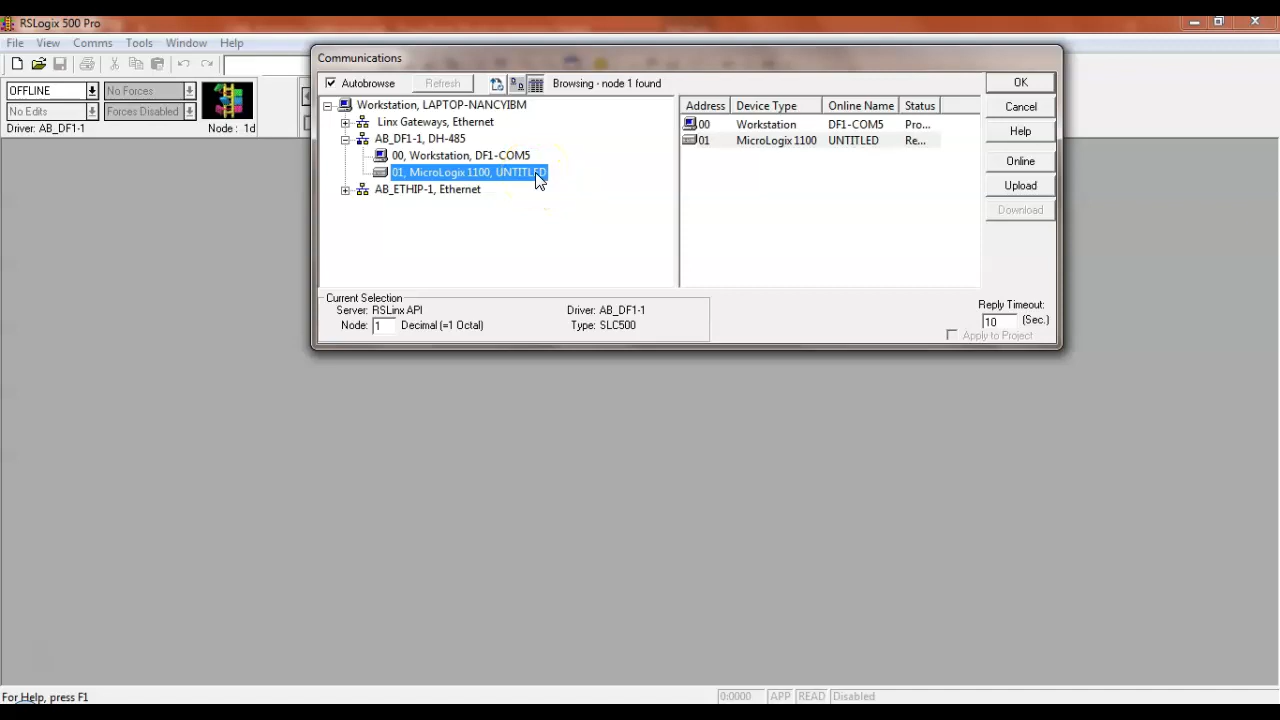 RSLogix 500 Pro
File View Comms Tools Window Help
OFFLINE No Forces
No Edits Forces Disabled
Driver: AB_DF1-1 Node: 1d
Communications
Autobrowse Refresh Browsing - node 1 found
Workstation, LAPTOP-NANCYIBM
Linx Gateways, Ethernet
AB_DF1-1, DH-485
00, Workstation, DF1-COM5
01, MicroLogix 1100, UNTITLED
AB_ETHIP-1, Ethernet
Address Device Type Online Name Status
00 Workstation DF1-COM5 Pro...
01 MicroLogix 1100 UNTITLED Re...
OK
Cancel
Help
Online
Upload
Download
Current Selection
Server: RSLinx API Driver: AB_DF1-1
Node: 1 Decimal (=1 Octal) Type: SLC500
Reply Timeout:
10 (Sec.)
Apply to Project
For Help, press F1 0:0000 APP READ Disabled